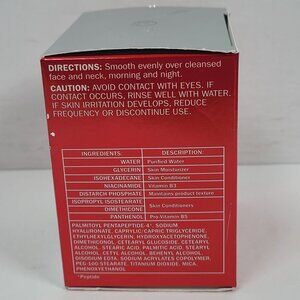 DIRECTIONS: Smooth evenly over cleansed
face and neck, morning and night.
CAUTION: AVOID CONTACT WITH EYES. IF
CONTACT OCCURS, RINSE WELL WITH WATER.
IF SKIN IRRITATION DEVELOPS, REDUCE
FREQUENCY OR DISCONTINUE USE.
INGREDIENTS: DESCRIPTION:
WATER Purified Water
GLYCERIN Skin Moisturizer
ISOHEXADECANE Skin Conditioner
NIACINAMIDE Vitamin B3
DISTARCH PHOSPHATE Maintains product texture
ISOPROPYL ISOSTEARATE
DIMETHICONE Skin Conditioners
PANTHENOL Pro-Vitamin B5
PALMITOYL PENTAPEPTIDE 4*, SODIUM
HYALURONATE, CAPRYLIC/CAPRIC TRIGLYCERIDE,
ETHYLHEXYLGLYCERIN, HYDROXYACETOPHENONE,
DIMETHICONOL, CETEARYL GLUCOSIDE, CETEARYL
ALCOHOL, STEARIC ACID, PALMITIC ACID, STEARYL
ALCOHOL, CETYL ALCOHOL, BEHENYL ALCOHOL,
DISODIUM EDTA, SODIUM ACRYLATES COPOLYMER,
PEG-100 STEARATE, TITANIUM DIOXIDE, MICA,
PHENOXYETHANOL
*Peptide